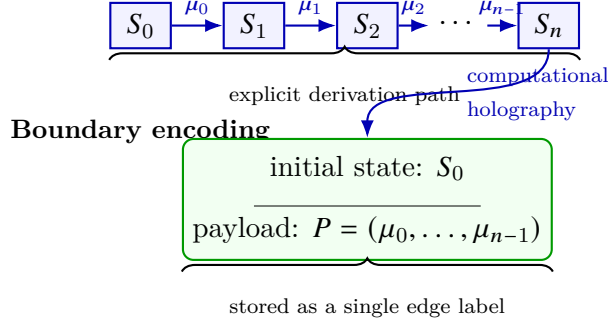 S₀ μ₀ S₁ μ₁ S₂ μ₂ ⋯ μₙ₋₁ Sₙ
computational
explicit derivation path
holography
Boundary encoding
initial state: S₀
payload: P = (μ₀, . . . , μₙ₋₁)
stored as a single edge label